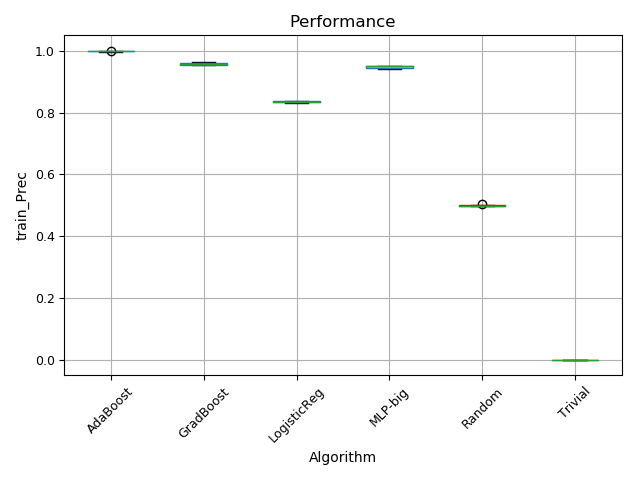 Performance
train_Prec
1.0
0.8
0.6
0.4
0.2
0.0
AdaBoost
GradBoost
LogisticReg
MLP-big
Random
Trivial
Algorithm